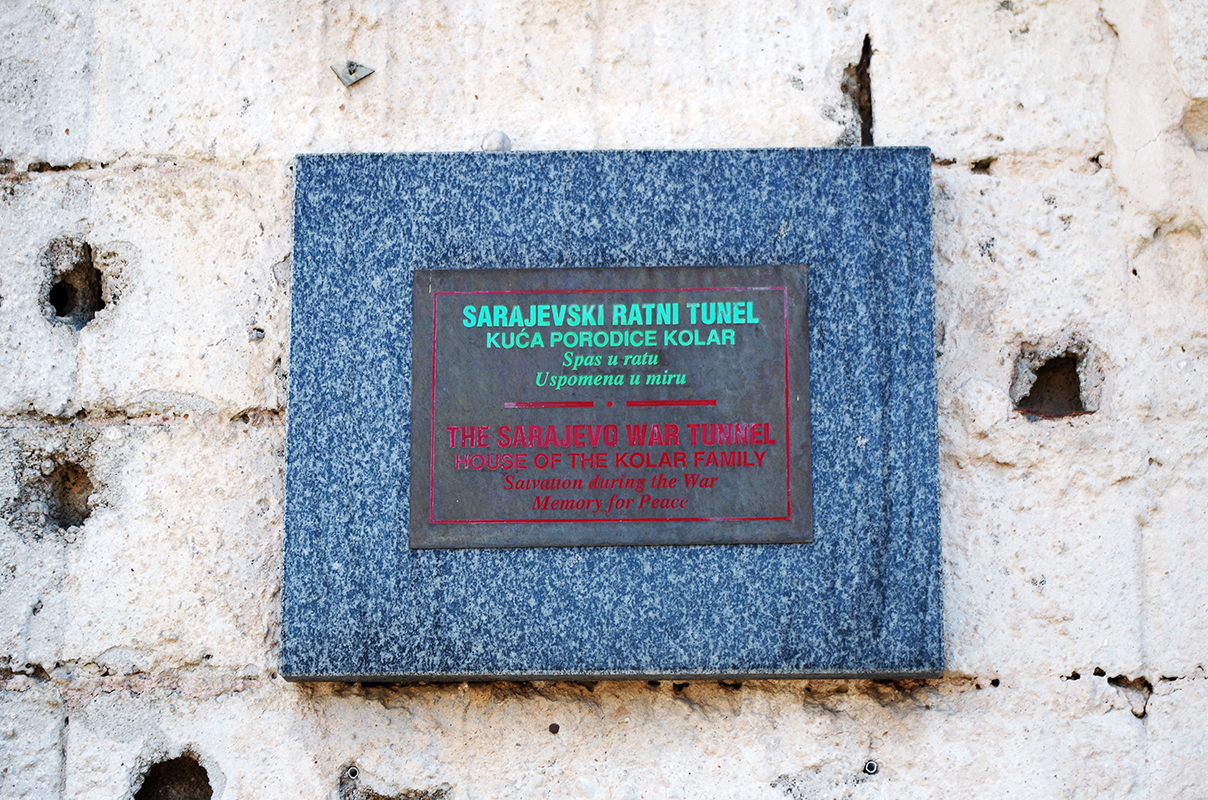 SARAJEVSKI RATNI TUNEL
KUĆA PORODICE KOLAR
Spas u ratu
Uspomena u miru
THE SARAJEVO WAR TUNNEL
HOUSE OF THE KOLAR FAMILY
Salvation during the War
Memory for Peace